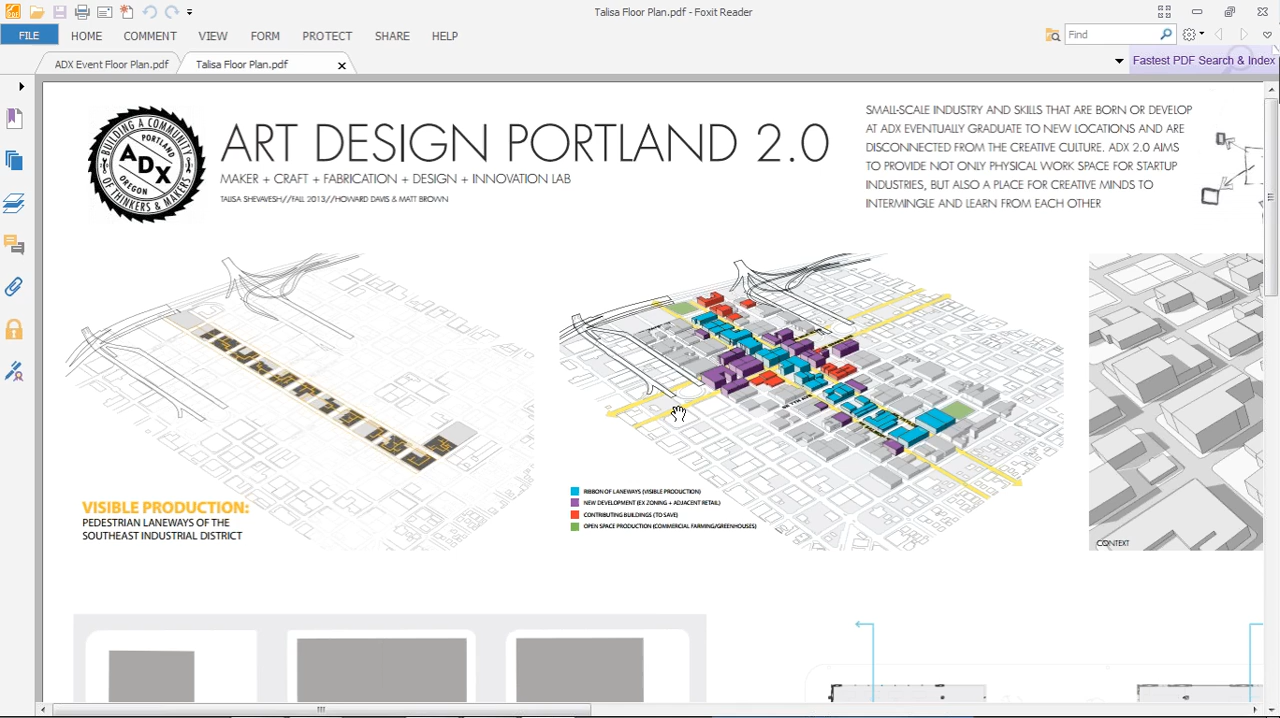 Talisa Floor Plan.pdf - Foxit Reader
FILE HOME COMMENT VIEW FORM PROTECT SHARE HELP
Find
ADX Event Floor Plan.pdf
Talisa Floor Plan.pdf
Fastest PDF Search & Index
BUILDING A COMMUNITY
OF THINKERS & MAKERS
PORTLAND
ADX
OREGON
ART DESIGN PORTLAND 2.0
MAKER + CRAFT + FABRICATION + DESIGN + INNOVATION LAB
TALISA SHEVAVESH//FALL 2013//HOWARD DAVIS & MATT BROWN
SMALL-SCALE INDUSTRY AND SKILLS THAT ARE BORN OR DEVELOP
AT ADX EVENTUALLY GRADUATE TO NEW LOCATIONS AND ARE
DISCONNECTED FROM THE CREATIVE CULTURE. ADX 2.0 AIMS
TO PROVIDE NOT ONLY PHYSICAL WORK SPACE FOR STARTUP
INDUSTRIES, BUT ALSO A PLACE FOR CREATIVE MINDS TO
INTERMINGLE AND LEARN FROM EACH OTHER
VISIBLE PRODUCTION:
PEDESTRIAN LANEWAYS OF THE
SOUTHEAST INDUSTRIAL DISTRICT
RIBBON OF LANEWAYS (VISIBLE PRODUCTION)
NEW DEVELOPMENT (EX ZONING + ADJACENT RETAIL)
CONTRIBUTING BUILDINGS (TO SAVE)
OPEN SPACE PRODUCTION (COMMERCIAL FARMING/GREENHOUSES)
CONTEXT